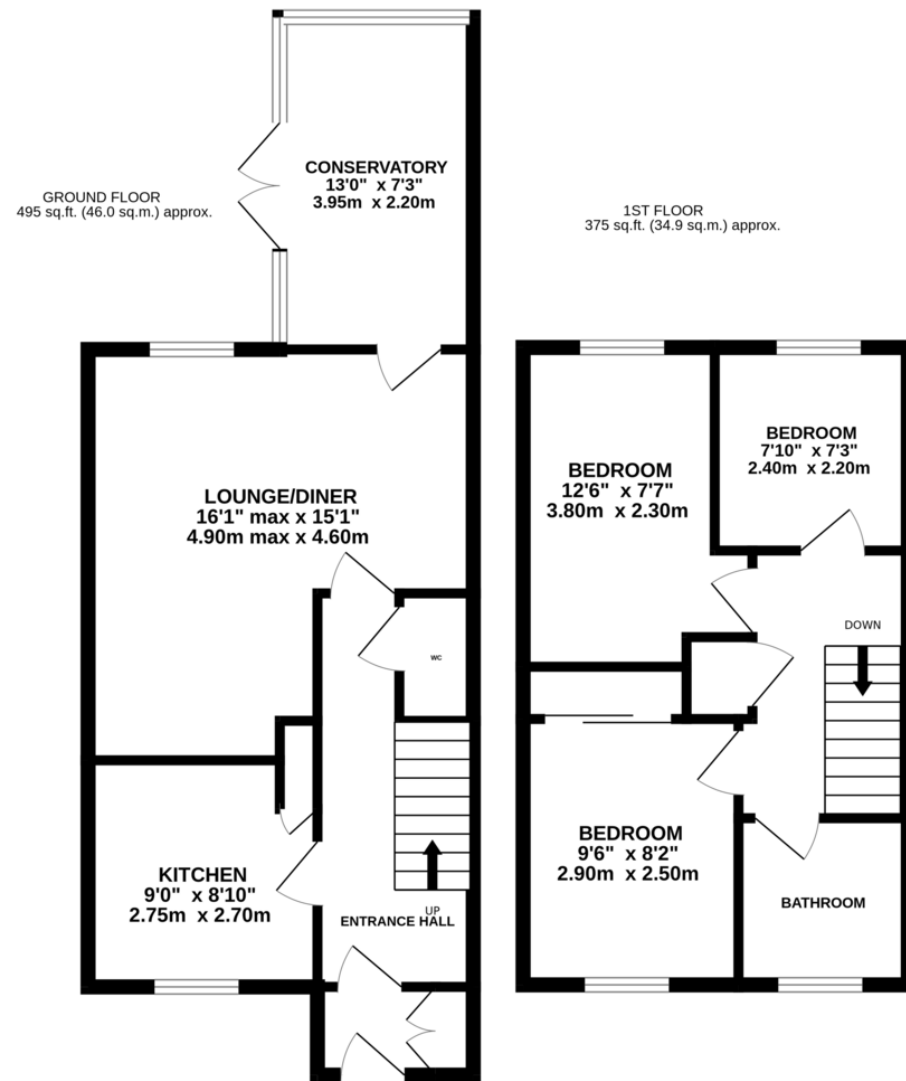 GROUND FLOOR
495 sq.ft. (46.0 sq.m.) approx.
CONSERVATORY
13'0" x 7'3"
3.95m x 2.20m
LOUNGE/DINER
16'1" max x 15'1"
4.90m max x 4.60m
WC
KITCHEN
9'0" x 8'10"
2.75m x 2.70m
UP
ENTRANCE HALL
1ST FLOOR
375 sq.ft. (34.9 sq.m.) approx.
BEDROOM
12'6" x 7'7"
3.80m x 2.30m
BEDROOM
7'10" x 7'3"
2.40m x 2.20m
DOWN
BEDROOM
9'6" x 8'2"
2.90m x 2.50m
BATHROOM